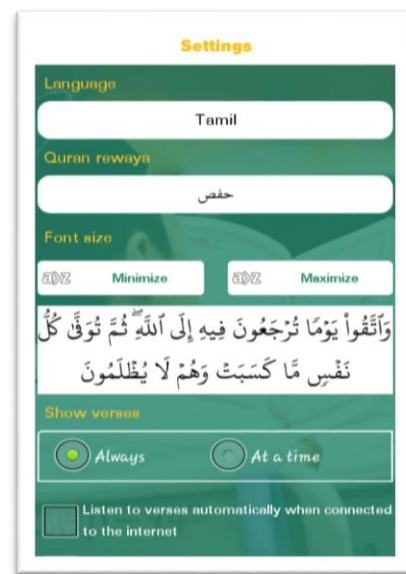 Settings
Language
Tamil
Quran rewaya
حفص
Font size
a)z Minimize a)z Maximize
وَٱتَّقُوا۟ يَوْمًا تُرْجَعُونَ فِيهِ إِلَى ٱللَّهِ ۖ ثُمَّ تُوَفَّىٰ كُلُّ
نَفْسٍ مَّا كَسَبَتْ وَهُمْ لَا يُظْلَمُونَ
Show verses
Always At a time
Listen to verses automatically when connected
to the internet